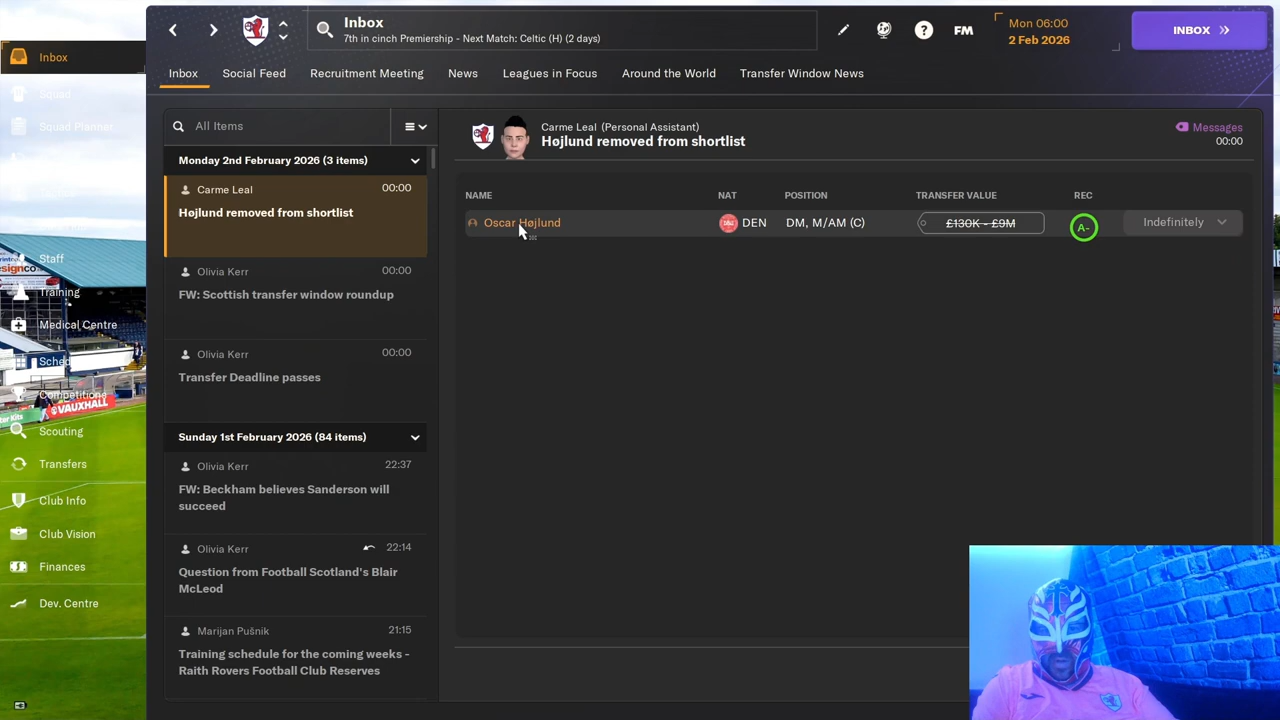 Inbox
7th in cinch Premiership - Next Match: Celtic (H) (2 days)
FM
Mon 06:00
2 Feb 2026
INBOX
Inbox
Social Feed
Recruitment Meeting
News
Leagues in Focus
Around the World
Transfer Window News
Inbox
Squad
Squad Planner
Staff
Training
Medical Centre
Sched
Competitions
Scouting
Transfers
Club Info
Club Vision
Finances
Dev. Centre
VAUXHALL
All Items
Monday 2nd February 2026 (3 items)
Carme Leal 00:00
Højlund removed from shortlist
Olivia Kerr 00:00
FW: Scottish transfer window roundup
Olivia Kerr 00:00
Transfer Deadline passes
Sunday 1st February 2026 (84 items)
Olivia Kerr 22:37
FW: Beckham believes Sanderson will
succeed
Olivia Kerr 22:14
Question from Football Scotland's Blair
McLeod
Marijan Pušnik 21:15
Training schedule for the coming weeks -
Raith Rovers Football Club Reserves
Carme Leal (Personal Assistant)
Højlund removed from shortlist
Messages
00:00
NAME NAT POSITION TRANSFER VALUE REC
Oscar Højlund DEN DM, M/AM (C) £130K - £9M A- Indefinitely